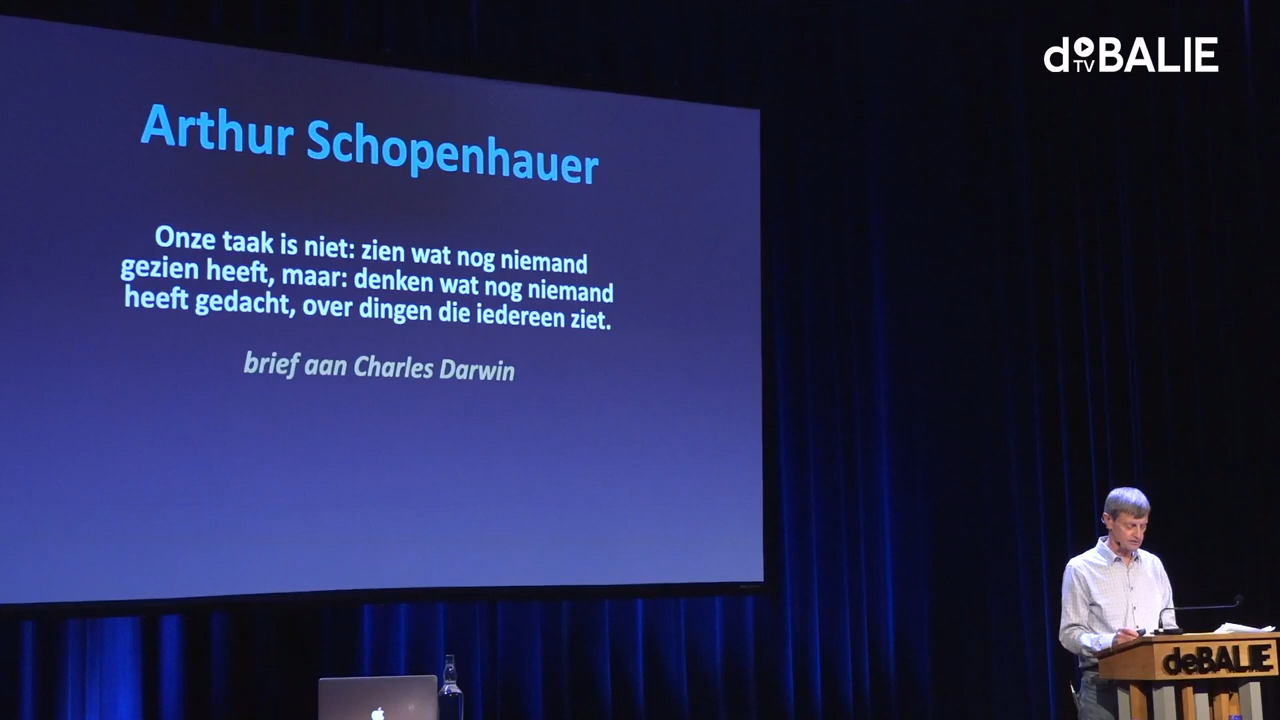 doBALIE
TV
Arthur Schopenhauer
Onze taak is niet: zien wat nog niemand
gezien heeft, maar: denken wat nog niemand
heeft gedacht, over dingen die iedereen ziet.
brief aan Charles Darwin
deBALIE